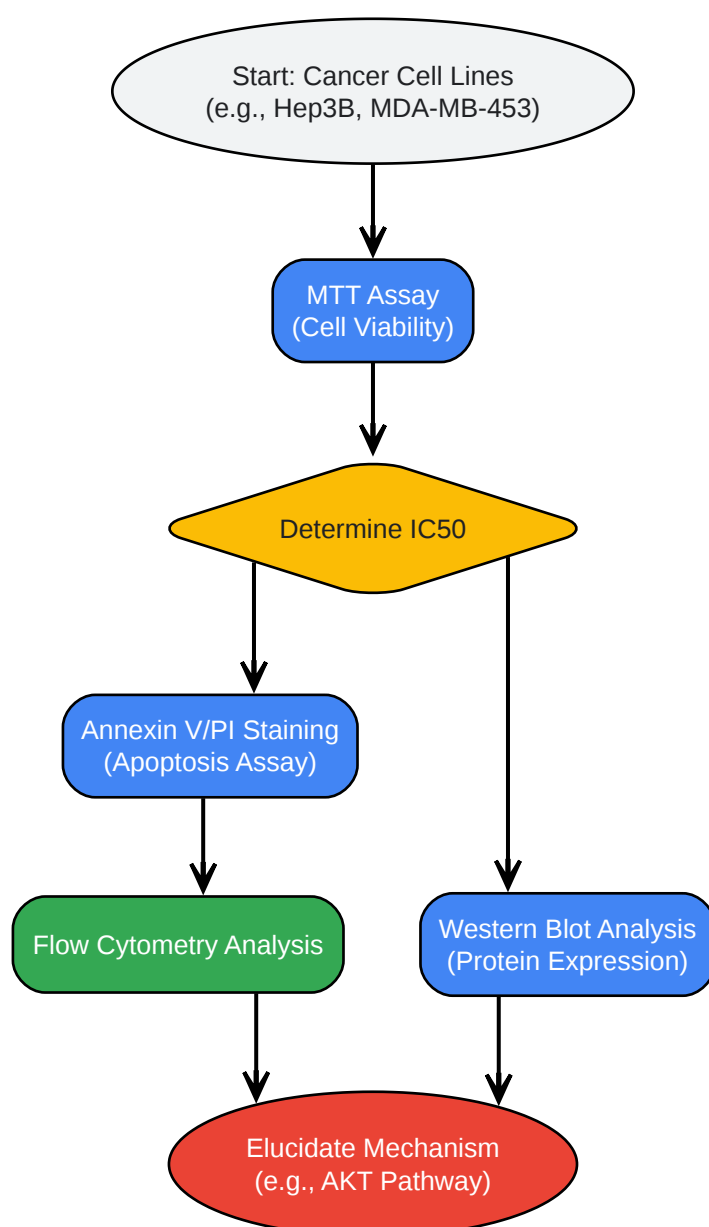 Start: Cancer Cell Lines
(e.g., Hep3B, MDA-MB-453)
MTT Assay
(Cell Viability)
Determine IC50
Annexin V/PI Staining
(Apoptosis Assay)
Flow Cytometry Analysis
Western Blot Analysis
(Protein Expression)
Elucidate Mechanism
(e.g., AKT Pathway)